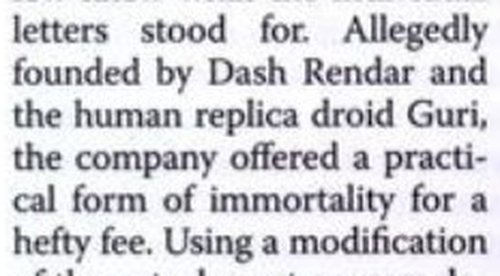 letters stood for. Allegedly
founded by Dash Rendar and
the human replica droid Guri,
the company offered a practi-
cal form of immortality for a
hefty fee. Using a modification